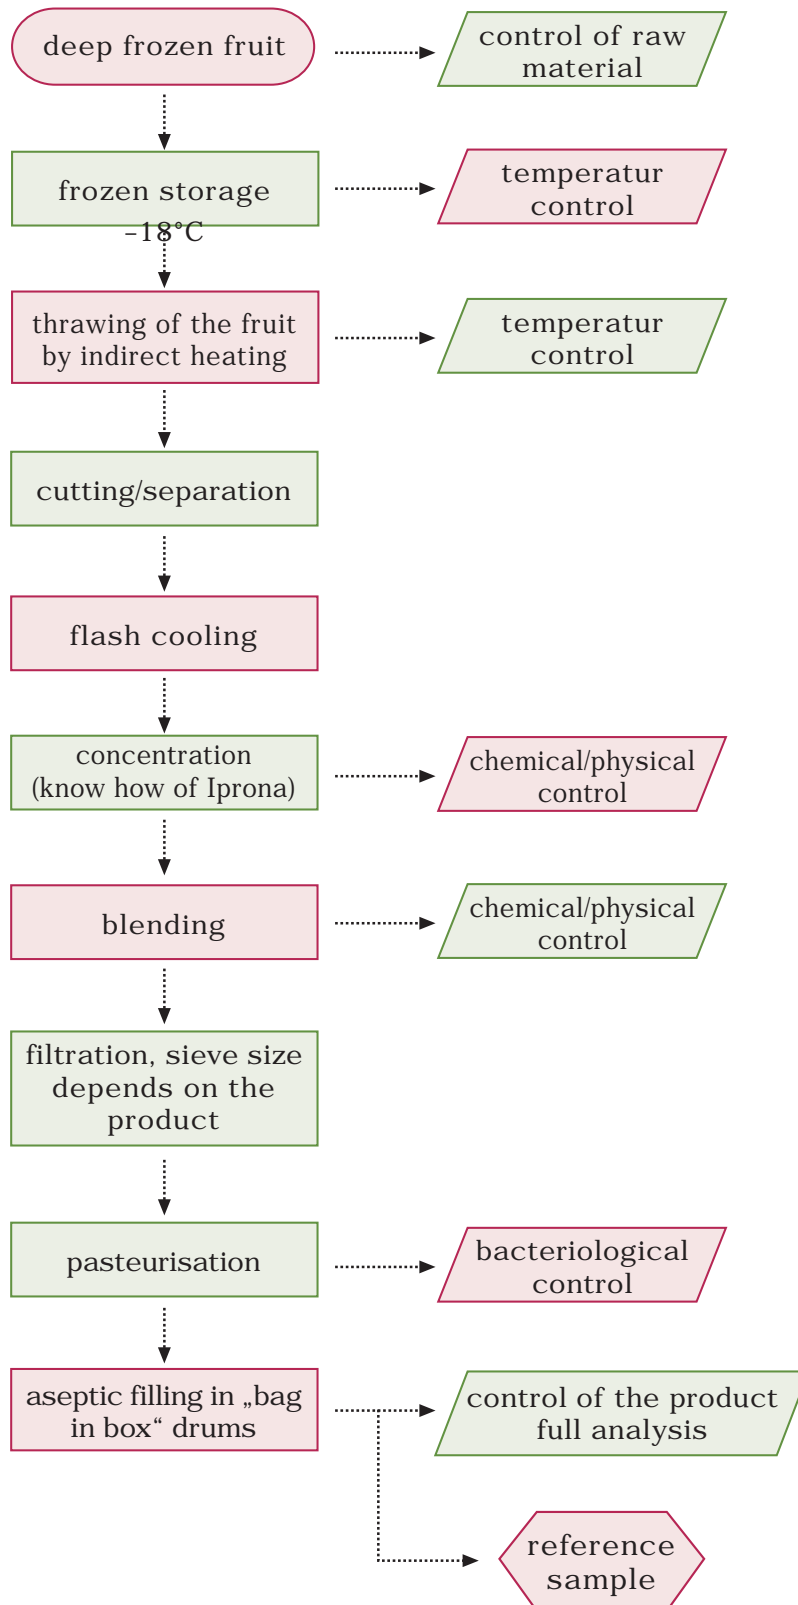 deep frozen fruit
control of raw
material
frozen storage
–18°C
temperatur
control
thrawing of the fruit
by indirect heating
temperatur
control
cutting/separation
flash cooling
concentration
(know how of Iprona)
chemical/physical
control
blending
chemical/physical
control
filtration, sieve size
depends on the
product
pasteurisation
bacteriological
control
aseptic filling in „bag
in box“ drums
control of the product
full analysis
reference
sample